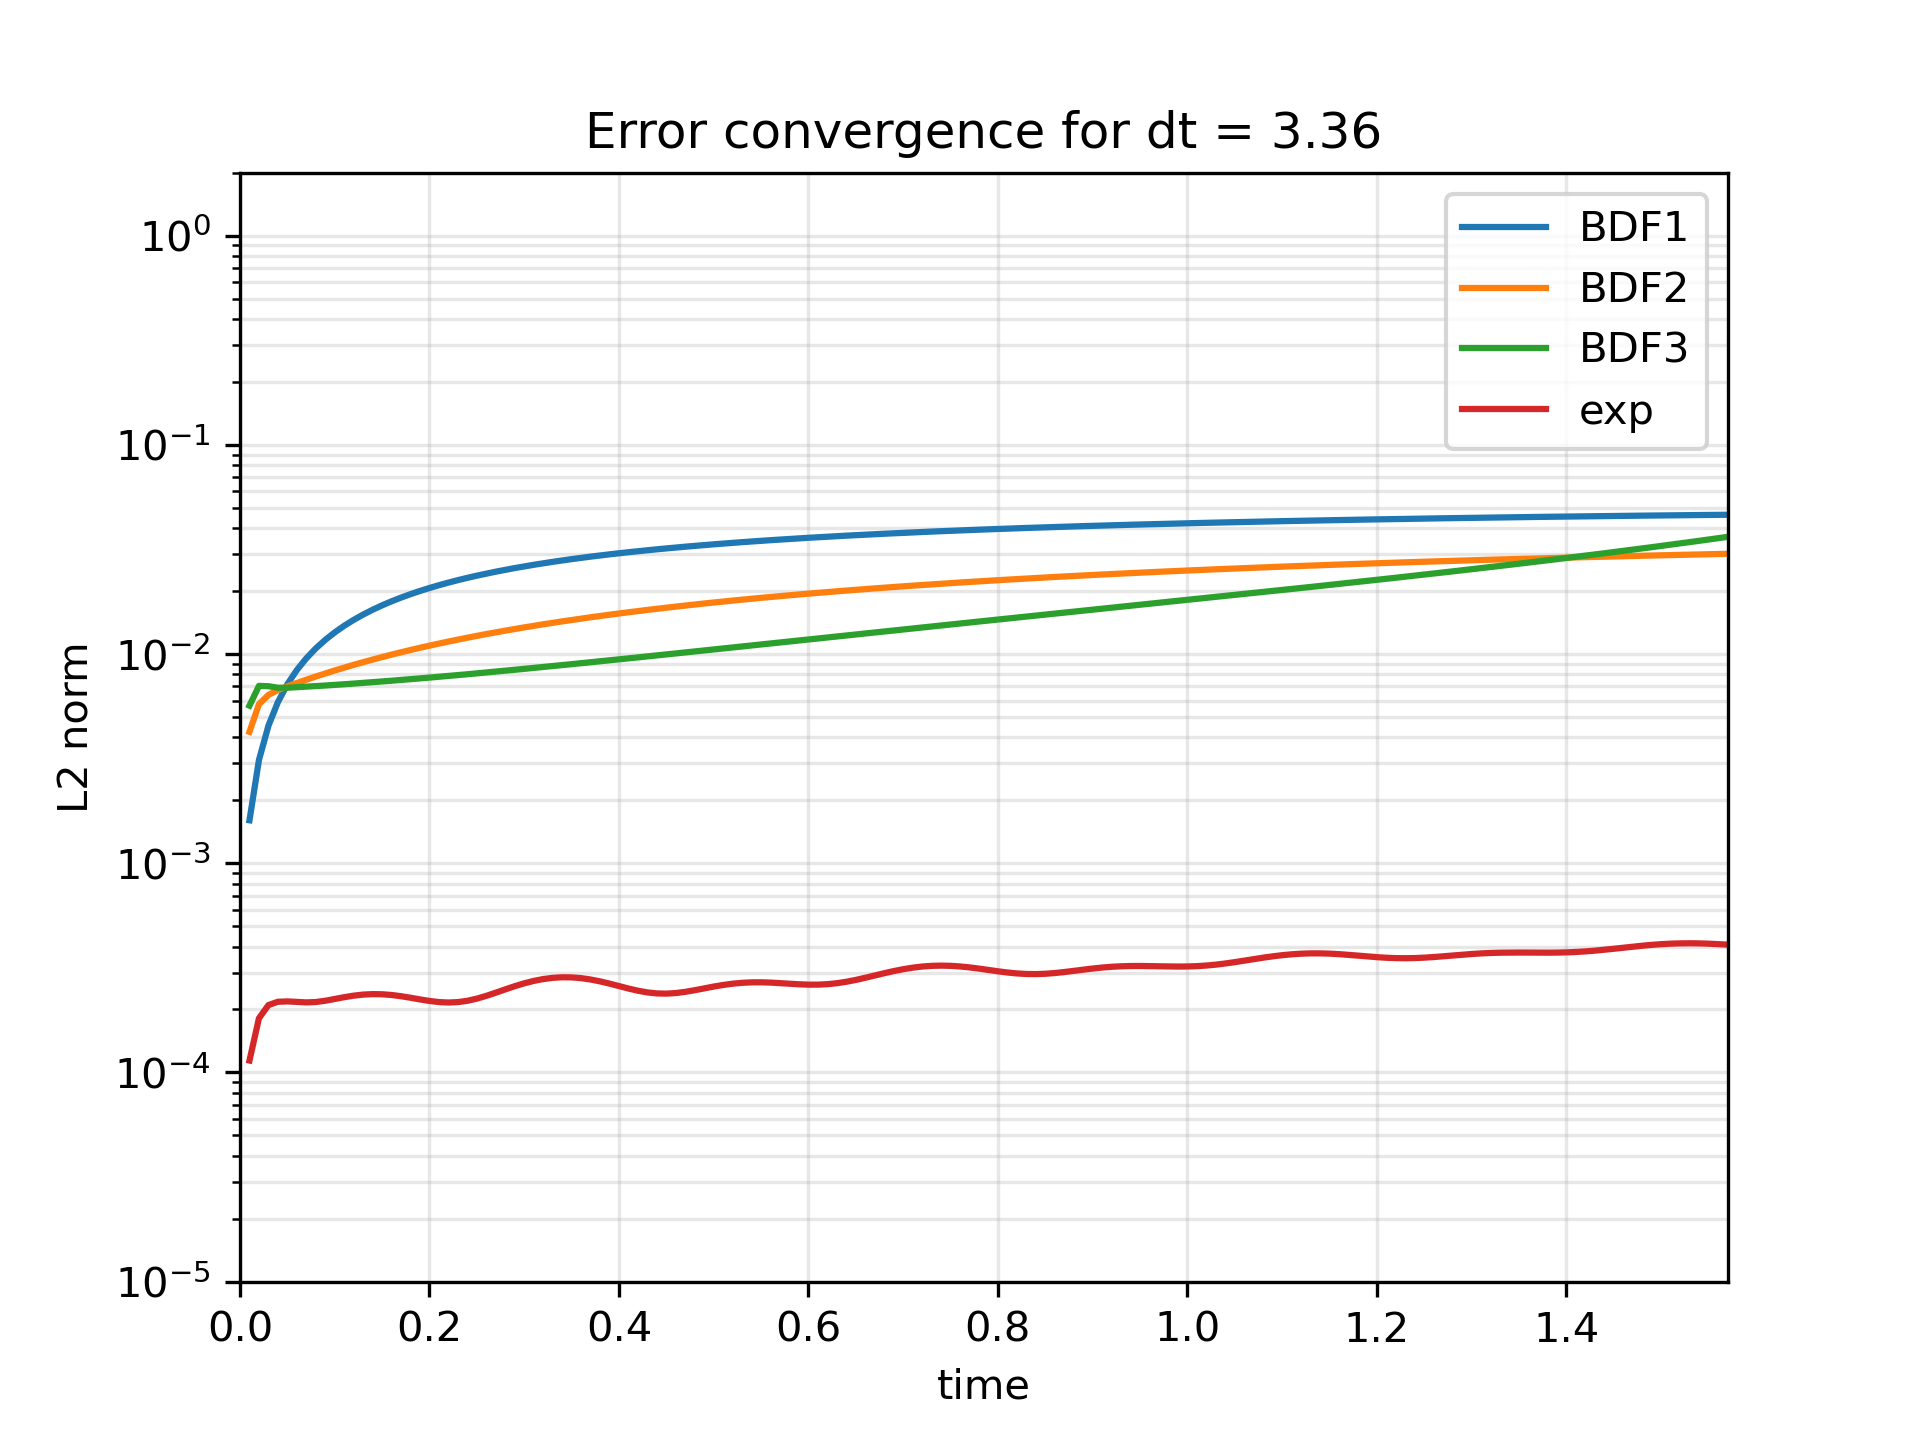 Error convergence for dt = 3.36
BDF1
BDF2
BDF3
exp
10⁰
10⁻¹
10⁻²
10⁻³
10⁻⁴
10⁻⁵
L2 norm
0.0 0.2 0.4 0.6 0.8 1.0 1.2 1.4
time